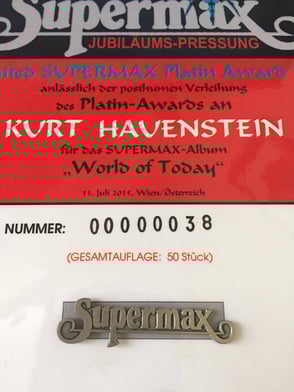 Supermax
JUBILÄUMS-PRESSUNG
SUPERMAX Platin Award
anlässlich der posthumen Verleihung
des Platin-Awards an
KURT HAUENSTEIN
für das SUPERMAX-Album
„World of Today“
11. Juli 2015, Wien/Österreich
NUMMER: 00000038
(GESAMTAUFLAGE: 50 Stück)
Supermax